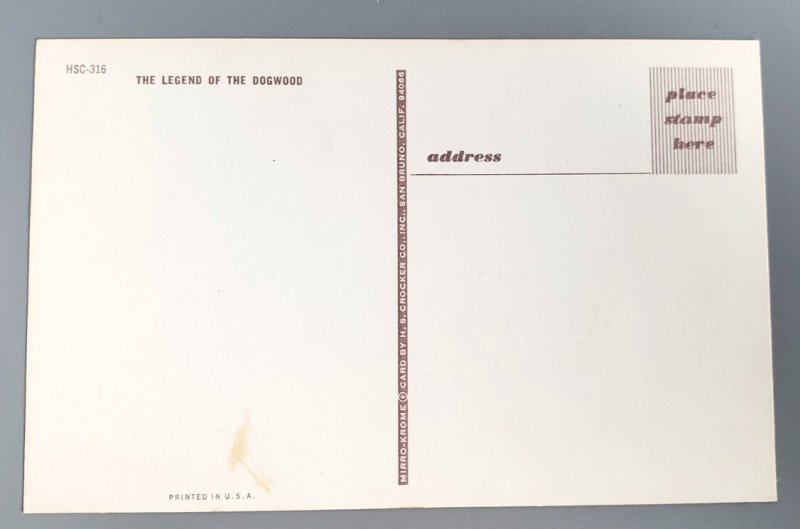 HSC-316
THE LEGEND OF THE DOGWOOD
PRINTED IN U.S.A.
MIRRO-KROME ® CARD BY H. S. CROCKER CO., INC., SAN BRUNO, CALIF. 94066
address
place
stamp
here